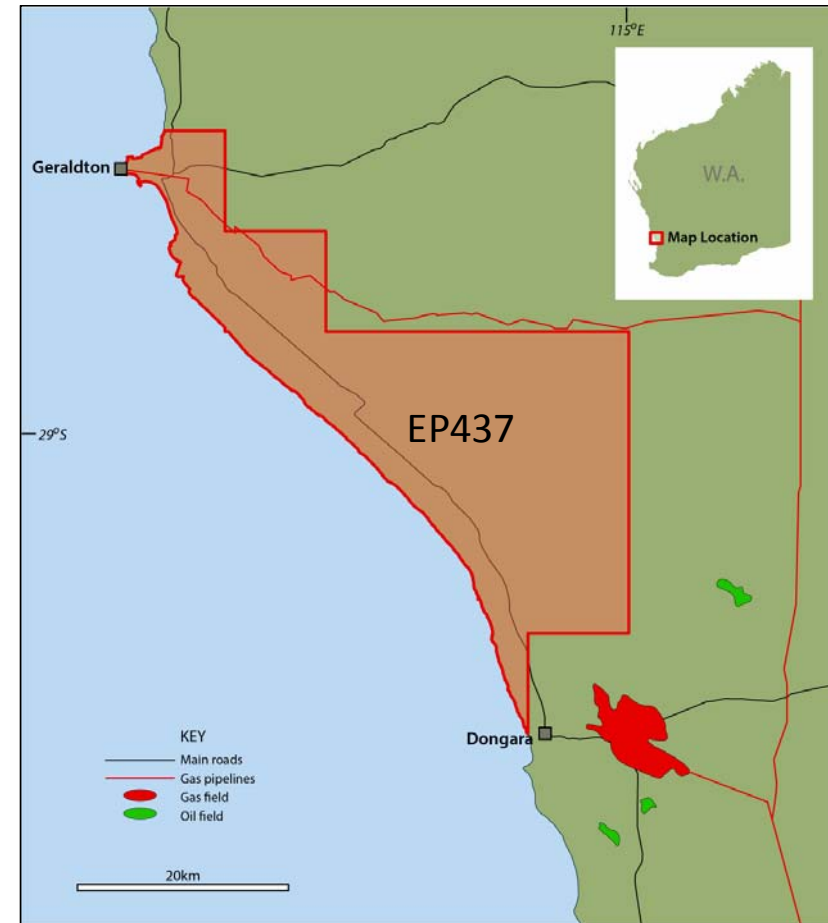 115°E
W.A.
Map Location
Geraldton
29°S
EP437
Dongara
KEY
Main roads
Gas pipelines
Gas field
Oil field
20km